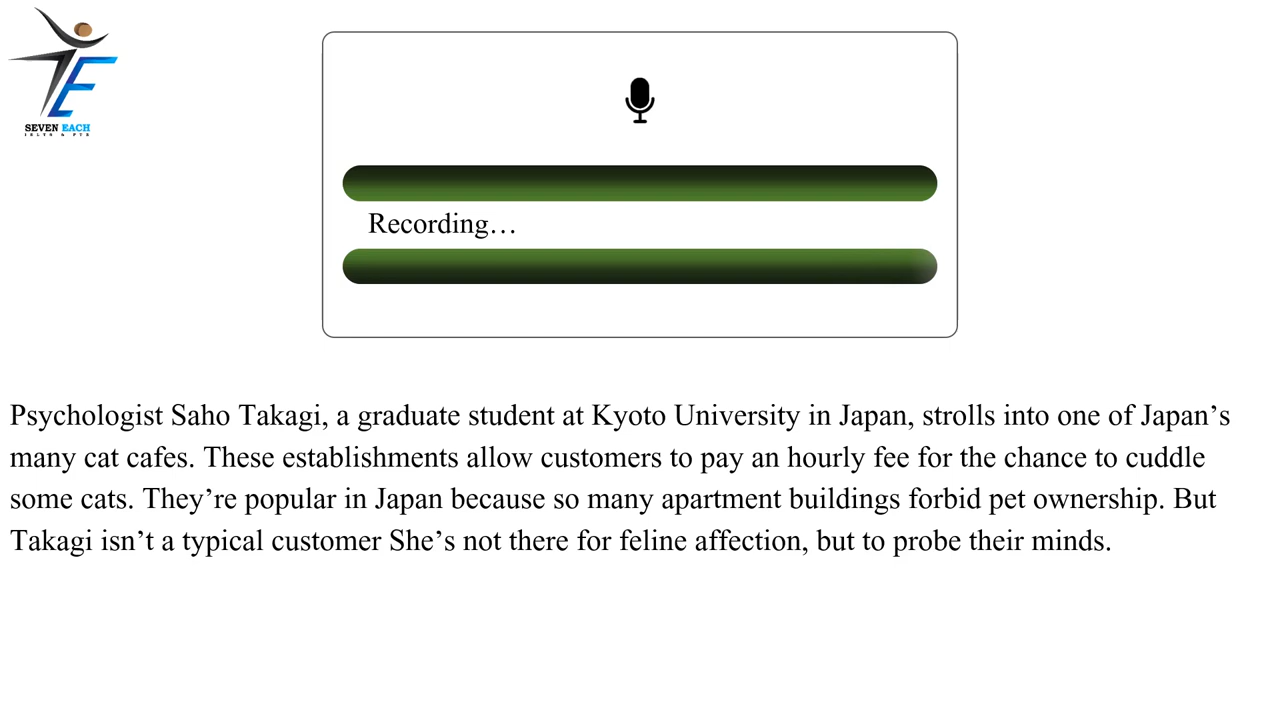 SEVEN EACH
IELTS & PTE
Recording…
Psychologist Saho Takagi, a graduate student at Kyoto University in Japan, strolls into one of Japan’s
many cat cafes. These establishments allow customers to pay an hourly fee for the chance to cuddle
some cats. They’re popular in Japan because so many apartment buildings forbid pet ownership. But
Takagi isn’t a typical customer She’s not there for feline affection, but to probe their minds.